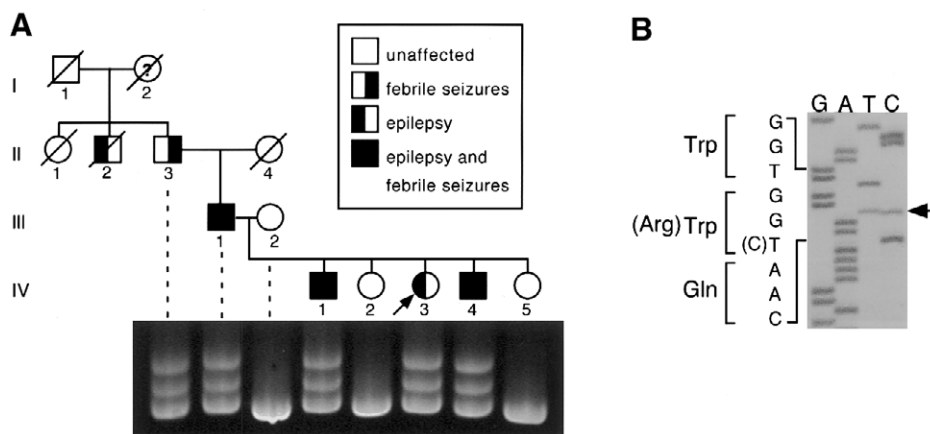 A
I
1
?
2
II
1
2
3
4
III
1
2
IV
1
2
3
4
5
unaffected
febrile seizures
epilepsy
epilepsy and
febrile seizures
B
G A T C
Trp
G
G
T
(Arg) Trp
G
G
(C) T
Gln
A
A
C